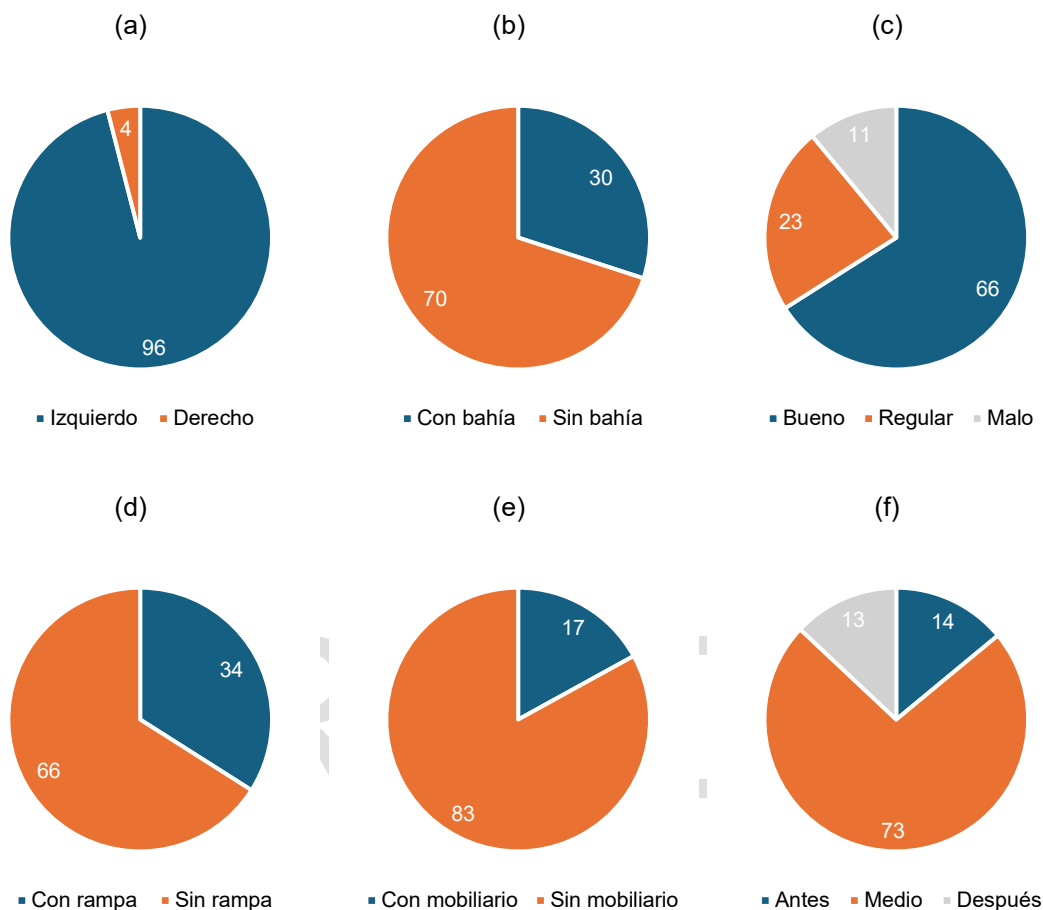 (a) (b) (c)
4
96
30
70
11
23
66
Izquierdo Derecho
Con bahía Sin bahía
Bueno Regular Malo
(d) (e) (f)
34
66
17
83
13 14
73
Con rampa Sin rampa
Con mobiliario Sin mobiliario
Antes Medio Después